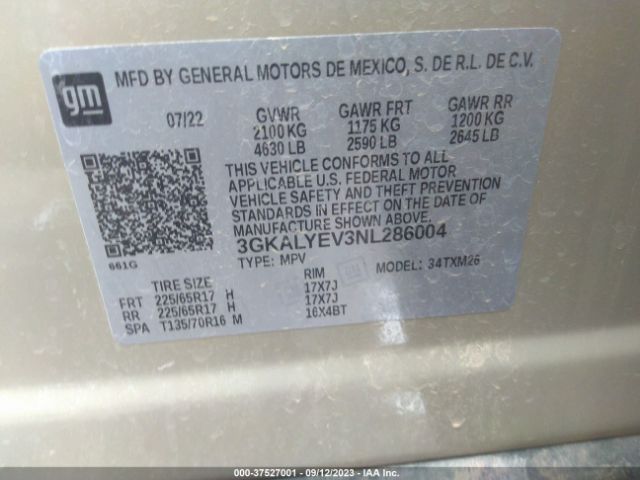 gm
MFD BY GENERAL MOTORS DE MEXICO, S. DE R.L. DE C.V.
07/22 GVWR GAWR FRT GAWR RR
2100 KG 1175 KG 1200 KG
4630 LB 2590 LB 2645 LB
THIS VEHICLE CONFORMS TO ALL
APPLICABLE U.S. FEDERAL MOTOR
VEHICLE SAFETY AND THEFT PREVENTION
STANDARDS IN EFFECT ON THE DATE OF
MANUFACTURE SHOWN ABOVE.
3GKALYEV3NL286004
661G TYPE: MPV MODEL: 34TXM26
TIRE SIZE RIM
FRT 225/65R17 H 17X7J
RR 225/65R17 H 17X7J
SPA T135/70R16 M 16X4BT
000-37527001 - 09/12/2023 - IAA Inc.